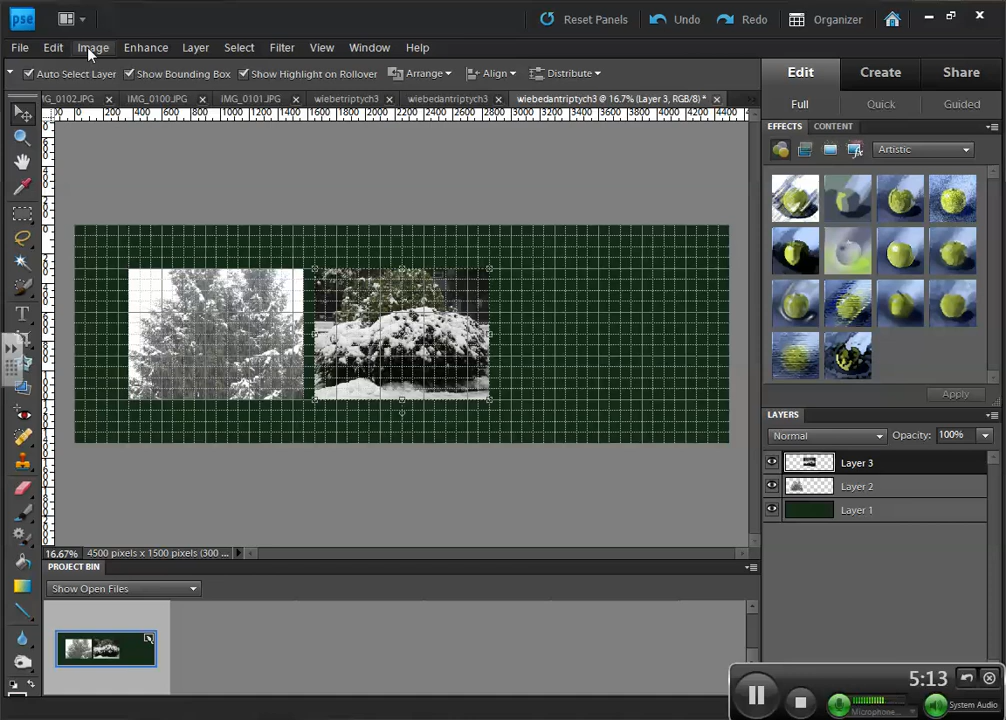 pse Reset Panels Undo Redo Organizer
File Edit Image Enhance Layer Select Filter View Window Help
Auto Select Layer Show Bounding Box Show Highlight on Rollover Arrange Align Distribute
Edit Create Share
MG_0102.JPG IMG_0100.JPG IMG_0101.JPG wiebetriptych3 wiebedantriptych3 wiebedantriptych3 @ 16.7% (Layer 3, RGB/8) *
Full Quick Guided
EFFECTS CONTENT
Artistic
Apply
LAYERS
Normal Opacity: 100%
Layer 3
Layer 2
Layer 1
16.67% 4500 pixels x 1500 pixels (300 ...
PROJECT BIN
Show Open Files
5:13
Microphone... System Audio